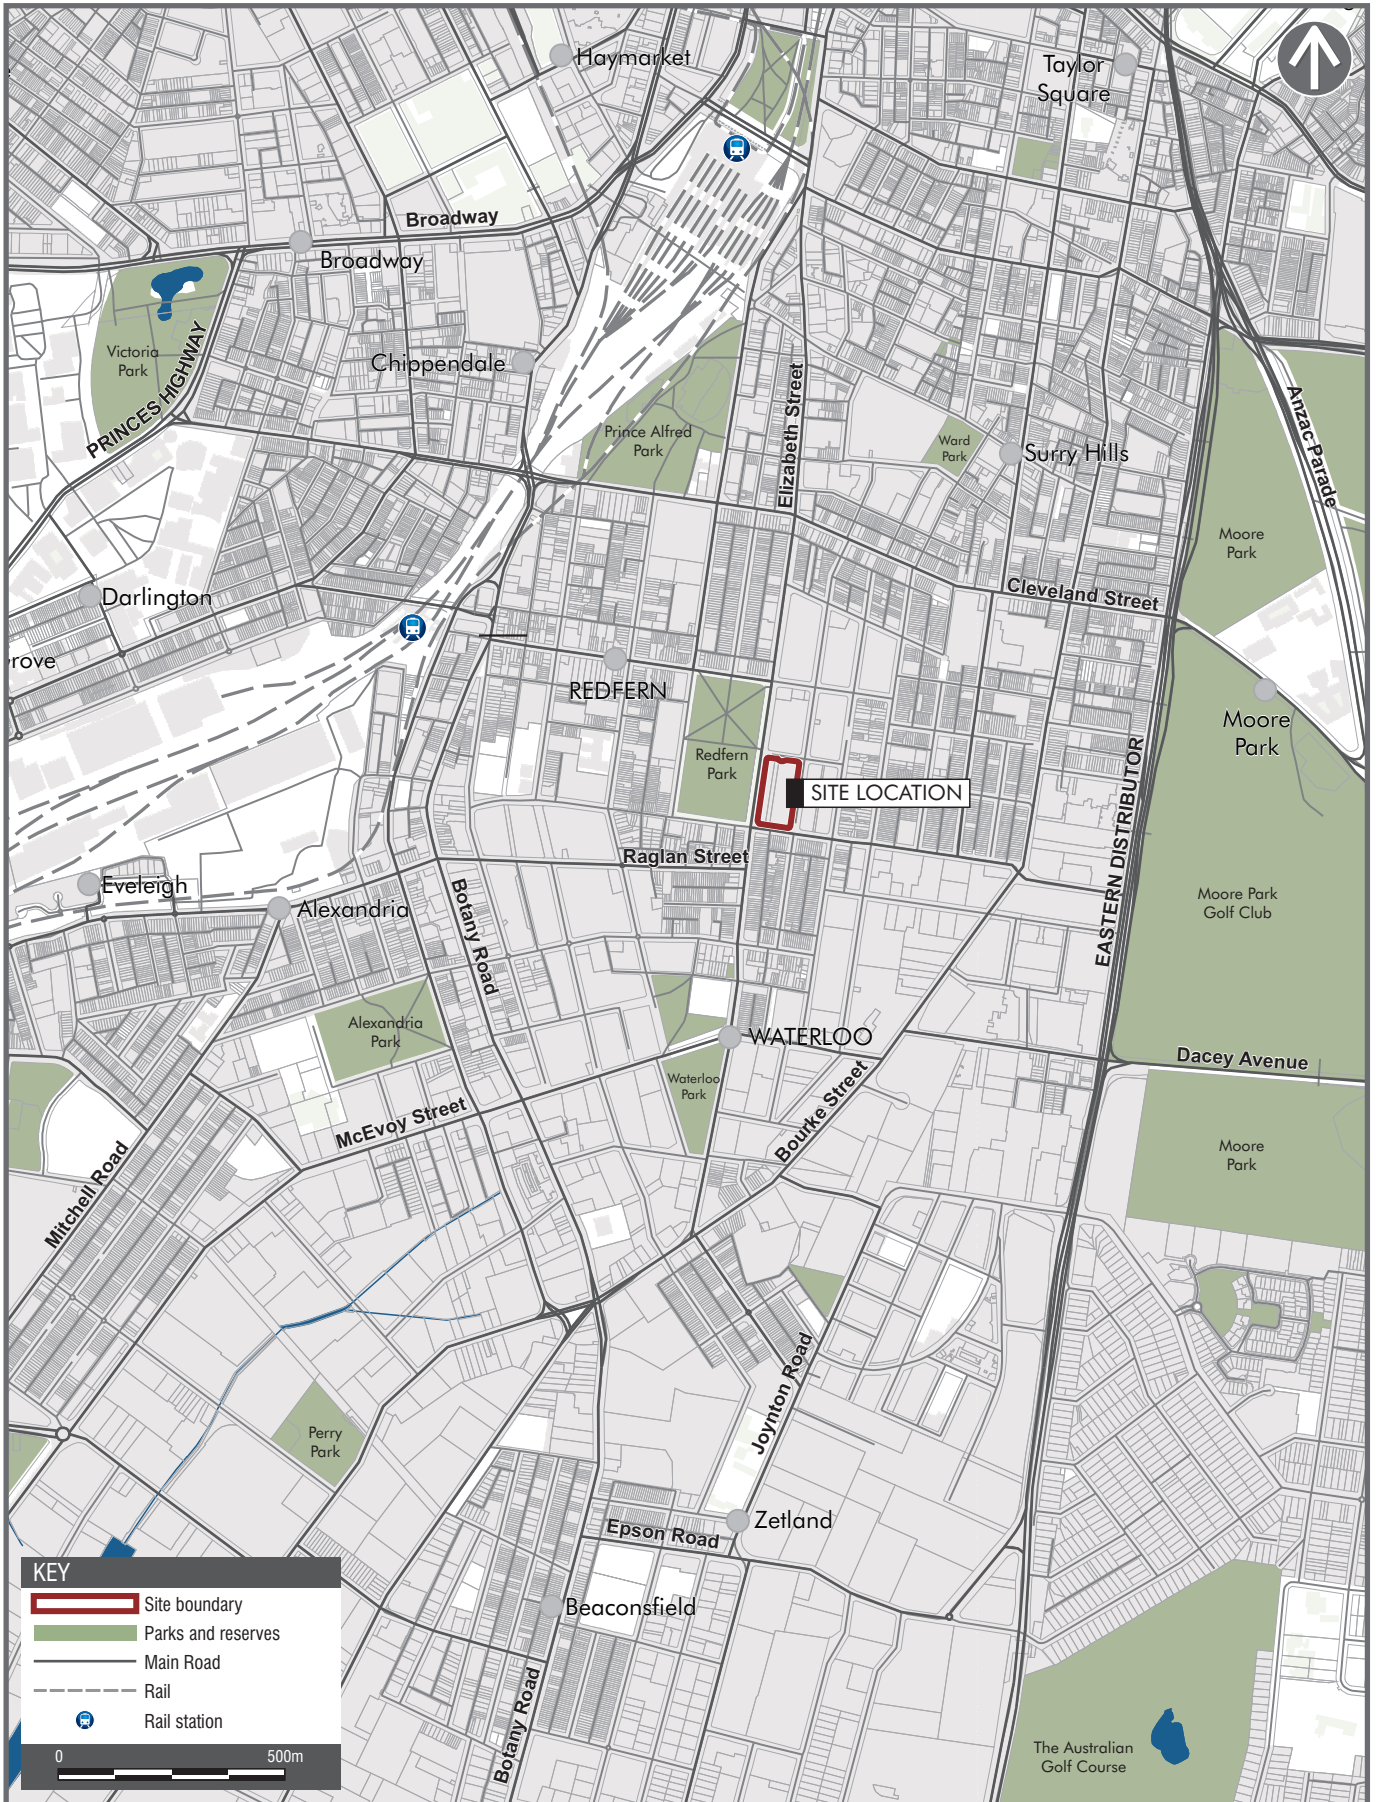 Haymarket
Taylor
Square
Broadway
Broadway
Victoria
Park
PRINCES HIGHWAY
Chippendale
Prince Alfred
Park
Elizabeth Street
Ward
Park
Surry Hills
Anzac Parade
Moore
Park
Cleveland Street
Darlington
rove
REDFERN
Redfern
Park
SITE LOCATION
Moore
Park
EASTERN DISTRIBUTOR
Raglan Street
Eveleigh
Alexandria
Botany Road
Moore Park
Golf Club
Alexandria
Park
WATERLOO
Waterloo
Park
Dacey Avenue
McEvoy Street
Bourke Street
Moore
Park
Mitchell Road
Perry
Park
Joynton Road
Zetland
Epson Road
Beaconsfield
Botany Road
The Australian
Golf Course
KEY
Site boundary
Parks and reserves
Main Road
Rail
Rail station
0 500m